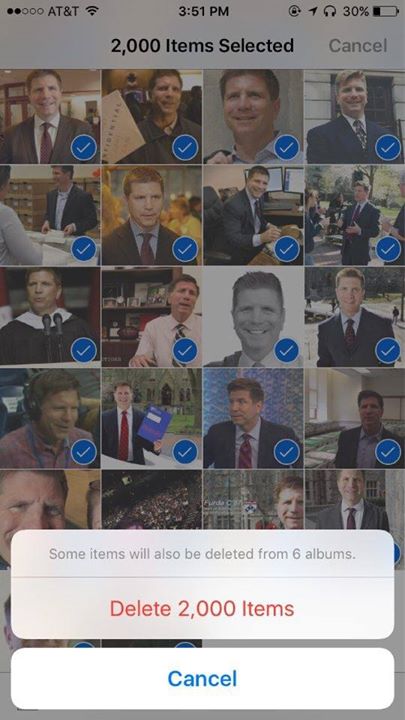 AT&T 3:51 PM 30%
2,000 Items Selected Cancel
Some items will also be deleted from 6 albums.
Delete 2,000 Items
Cancel